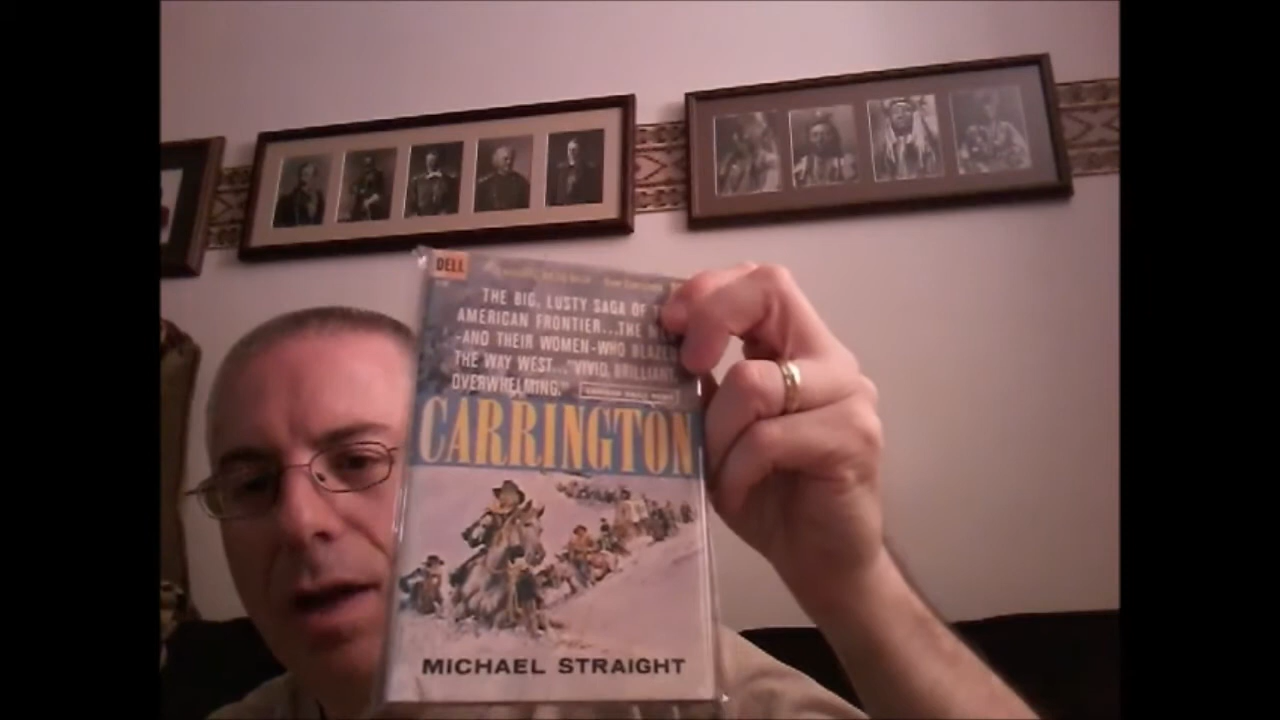 DELL
THE BIG, LUSTY SAGA OF
AMERICAN FRONTIER...THE
-AND THEIR WOMEN-WHO BLAZED
THE WAY WEST..."VIVID, BRILLIANT,
OVERWHELMING."
CARRINGTON
MICHAEL STRAIGHT